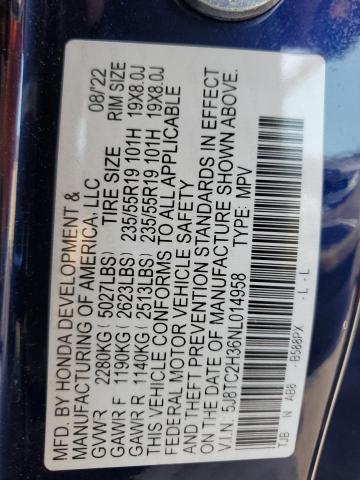 MFD. BY HONDA DEVELOPMENT & 08/'22
MANUFACTURING OF AMERICA, LLC
TIRE SIZE RIM SIZE
GVWR 2280KG (5027LBS)
GAWR F 1190KG (2623LBS) 235/55R19 101H 19X8.0J
GAWR R 1140KG (2513LBS) 235/55R19 101H 19X8.0J
THIS VEHICLE CONFORMS TO ALL APPLICABLE
FEDERAL MOTOR VEHICLE SAFETY
AND THEFT PREVENTION STANDARDS IN EFFECT
ON THE DATE OF MANUFACTURE SHOWN ABOVE.
V.I.N. 5J8TC2H36NL014958 TYPE: MPV
TJB W AB8 -B588PX -L-L